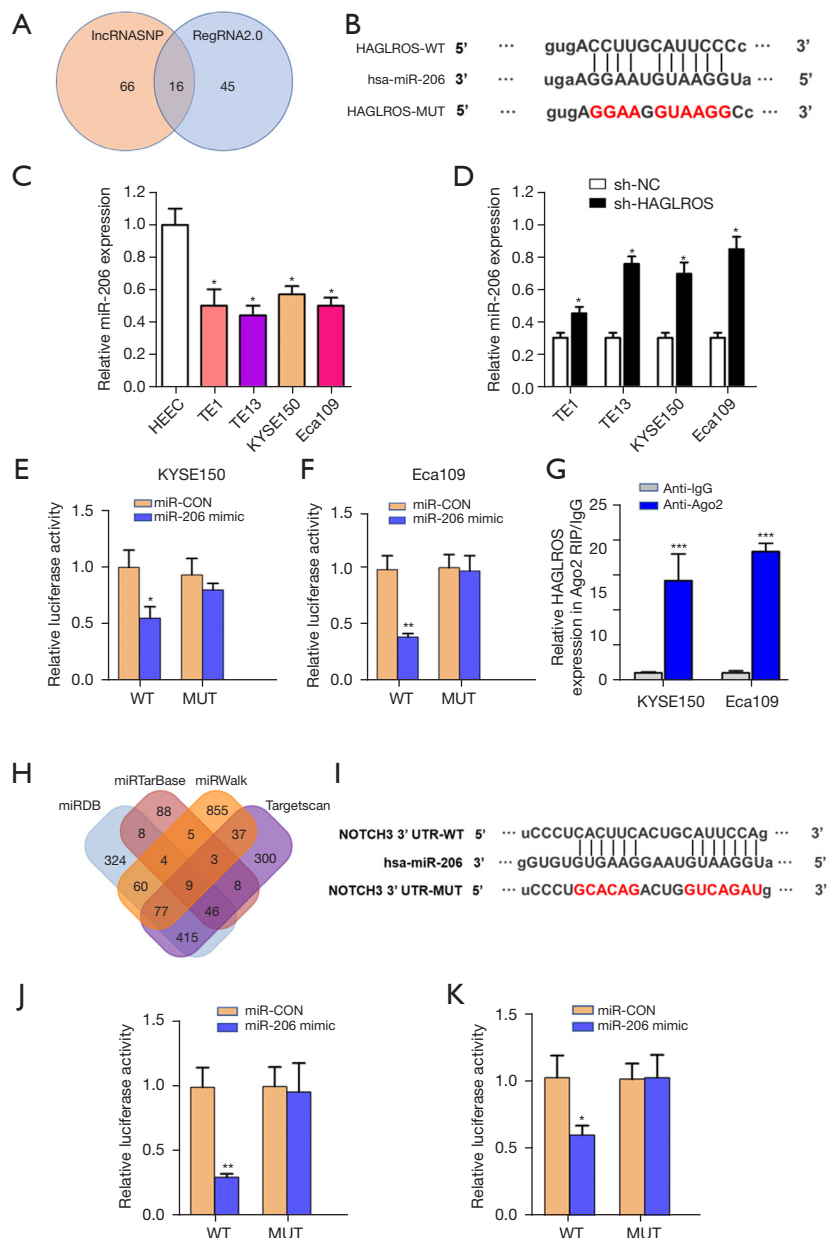 A
lncRNASNP
RegRNA2.0
66
16
45
B
HAGLROS-WT 5’ ··· gugACCUUGCAUUCCCc ··· 3’
hsa-miR-206 3’ ugaAGGAAUGUAAGGUa ··· 5’
HAGLROS-MUT 5’ ··· gugAGGAAGGUAAGGCc ··· 3’
C
Relative miR-206 expression
1.2
1.0
0.8
0.6
0.4
0.2
0.0
* * * *
HEEC TE1 TE13 KYSE150 Eca109
D
sh-NC
sh-HAGLROS
Relative miR-206 expression
1.2
1.0
0.8
0.6
0.4
0.2
0.0
* * * *
TE1 TE13 KYSE150 Eca109
E
KYSE150
miR-CON
miR-206 mimic
Relative luciferase activity
1.5
1.0
0.5
0.0
*
WT MUT
F
Eca109
miR-CON
miR-206 mimic
Relative luciferase activity
1.5
1.0
0.5
0.0
**
WT MUT
G
Anti-IgG
Anti-Ago2
Relative HAGLROS
expression in Ago2 RIP/IgG
25
20
15
10
5
0
*** ***
KYSE150 Eca109
H
miRDB
miRTarBase
miRWalk
Targetscan
88 855
8 5 37
324 4 3 300
60 9 8
77 46
415
I
NOTCH3 3’ UTR-WT 5’ ··· uCCCUCACUUCACUGCAUUCCAg ··· 3’
hsa-miR-206 3’ ··· gGUGUGUGAAGGAAUGUAAGGUa ··· 5’
NOTCH3 3’ UTR-MUT 5’ ··· uCCCUGCACAGACUGGUCAGAUg ··· 3’
J
miR-CON
miR-206 mimic
Relative luciferase activity
1.5
1.0
0.5
0.0
**
WT MUT
K
miR-CON
miR-206 mimic
Relative luciferase activity
1.5
1.0
0.5
0.0
*
WT MUT